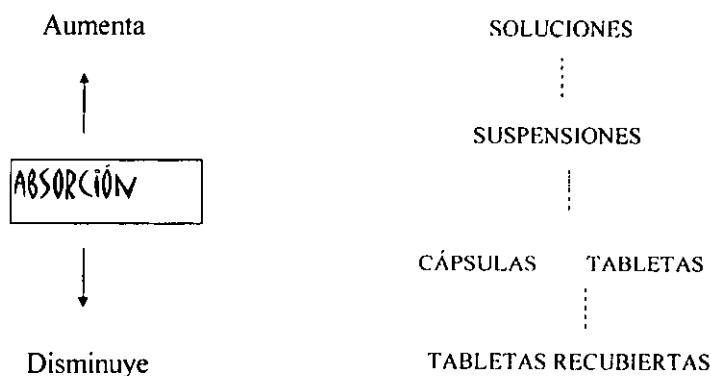 Aumenta
SOLUCIONES
SUSPENSIONES
ABSORCIÓN
CÁPSULAS TABLETAS
Disminuye
TABLETAS RECUBIERTAS